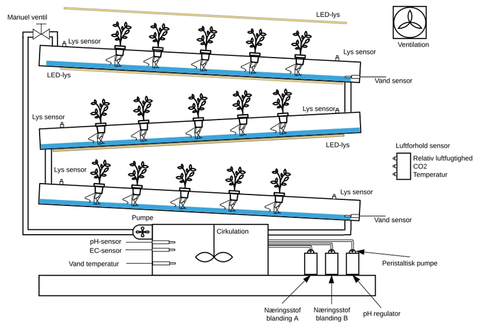 Manuel ventil
LED-lys
Ventilation
Lys sensor
Lys sensor
LED-lys
Vand sensor
Lys sensor
LED-lys
Luftforhold sensor
Relativ luftfugtighed
CO2
Temperatur
Lys sensor
Pumpe
Vand sensor
Cirkulation
pH-sensor
EC-sensor
Vand temperatur
Peristaltisk pumpe
Næringsstof
blanding A
Næringsstof
blanding B
pH regulator